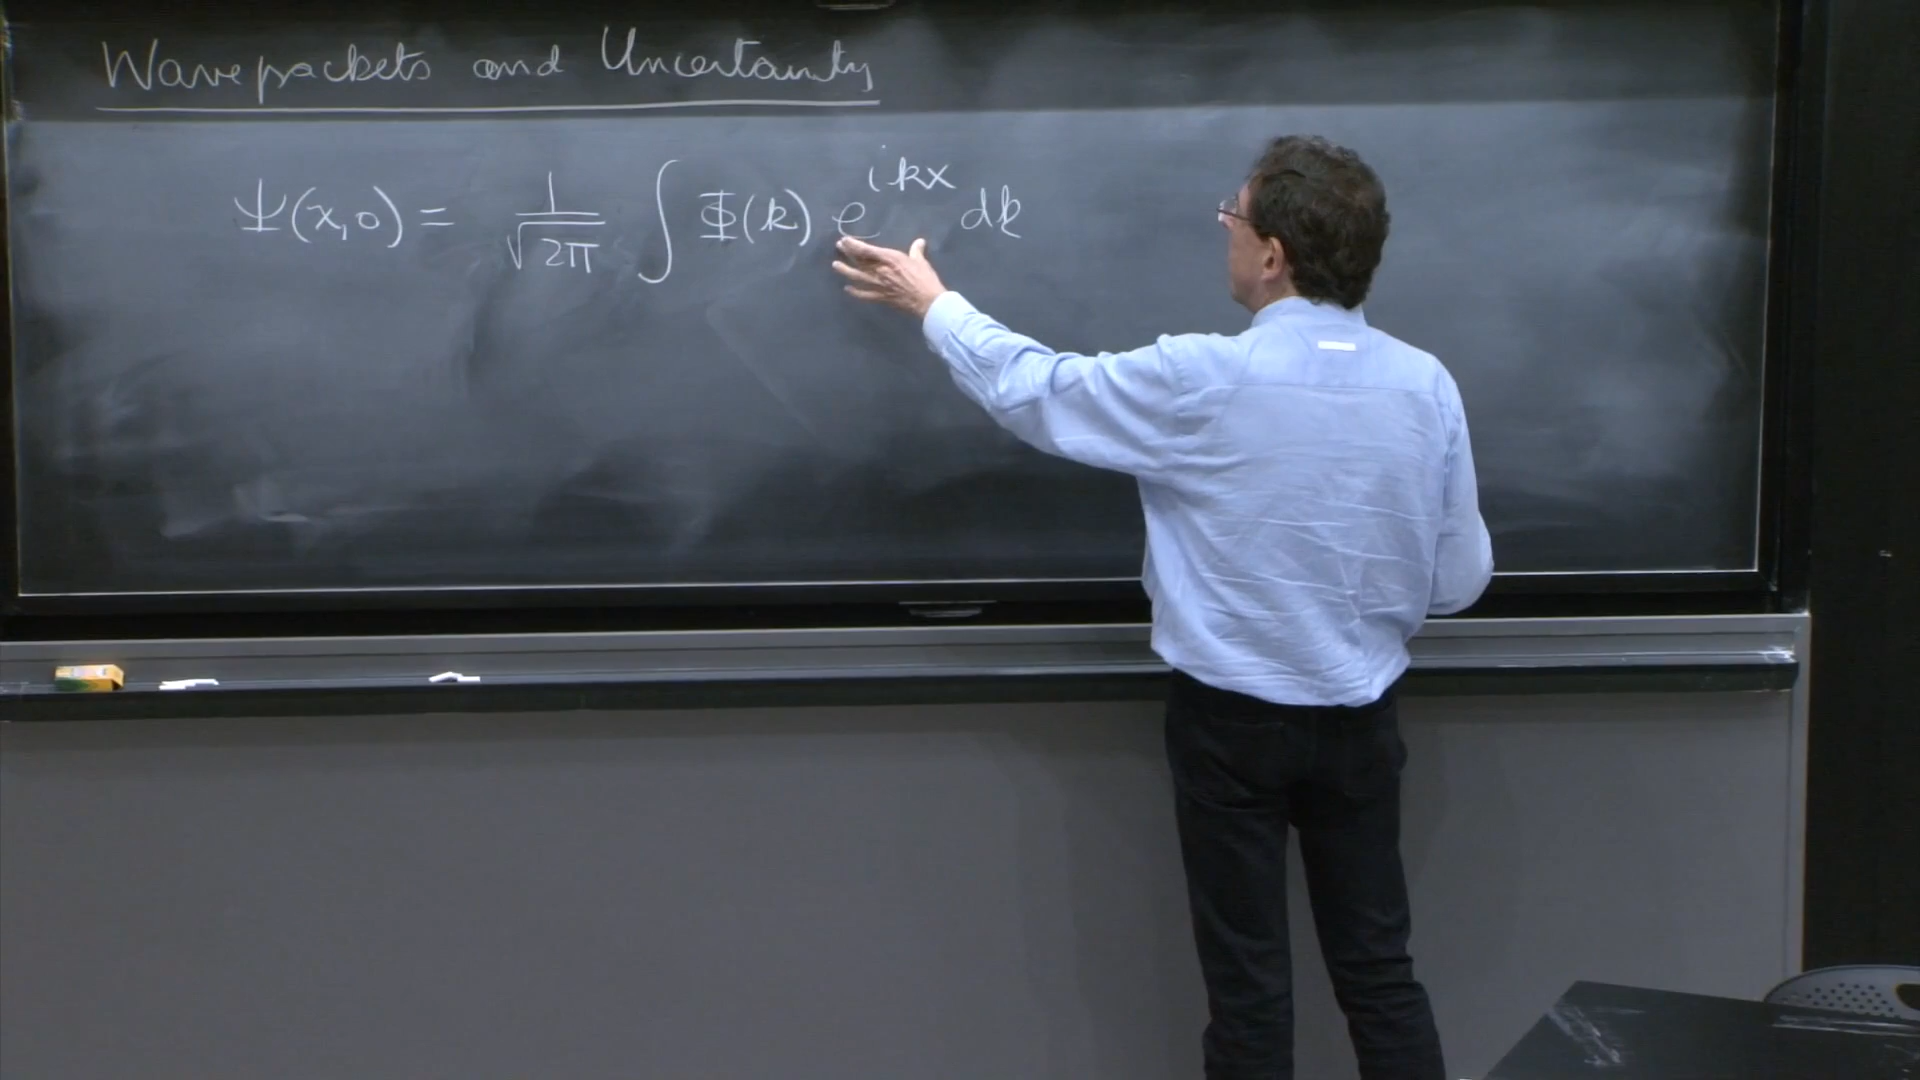 Wavepackets and Uncertainty
Ψ(x,0) = 1/√2π ∫ Φ(k) e^{ikx} dk